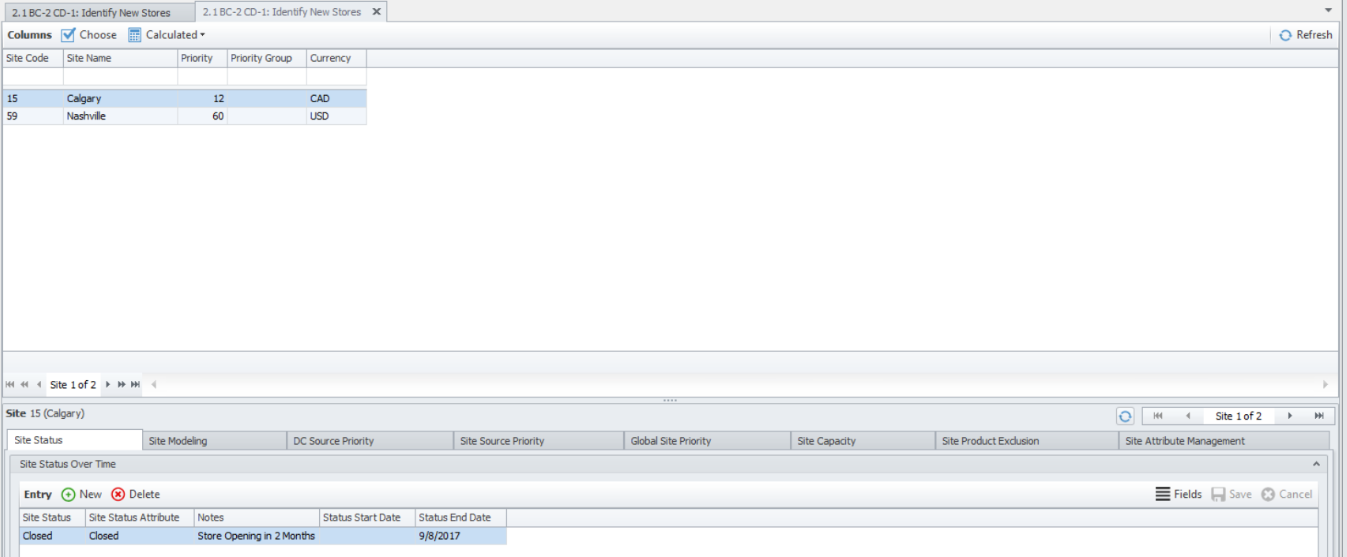 2.1 BC-2 CD-1: Identify New Stores 2.1 BC-2 CD-1: Identify New Stores
Columns Choose Calculated Refresh
Site Code Site Name Priority Priority Group Currency
15 Calgary 12 CAD
59 Nashville 60 USD
Site 1 of 2
Site 15 (Calgary) Site 1 of 2
Site Status Site Modeling DC Source Priority Site Source Priority Global Site Priority Site Capacity Site Product Exclusion Site Attribute Management
Site Status Over Time
Entry New Delete Fields Save Cancel
Site Status Site Status Attribute Notes Status Start Date Status End Date
Closed Closed Store Opening in 2 Months 9/8/2017